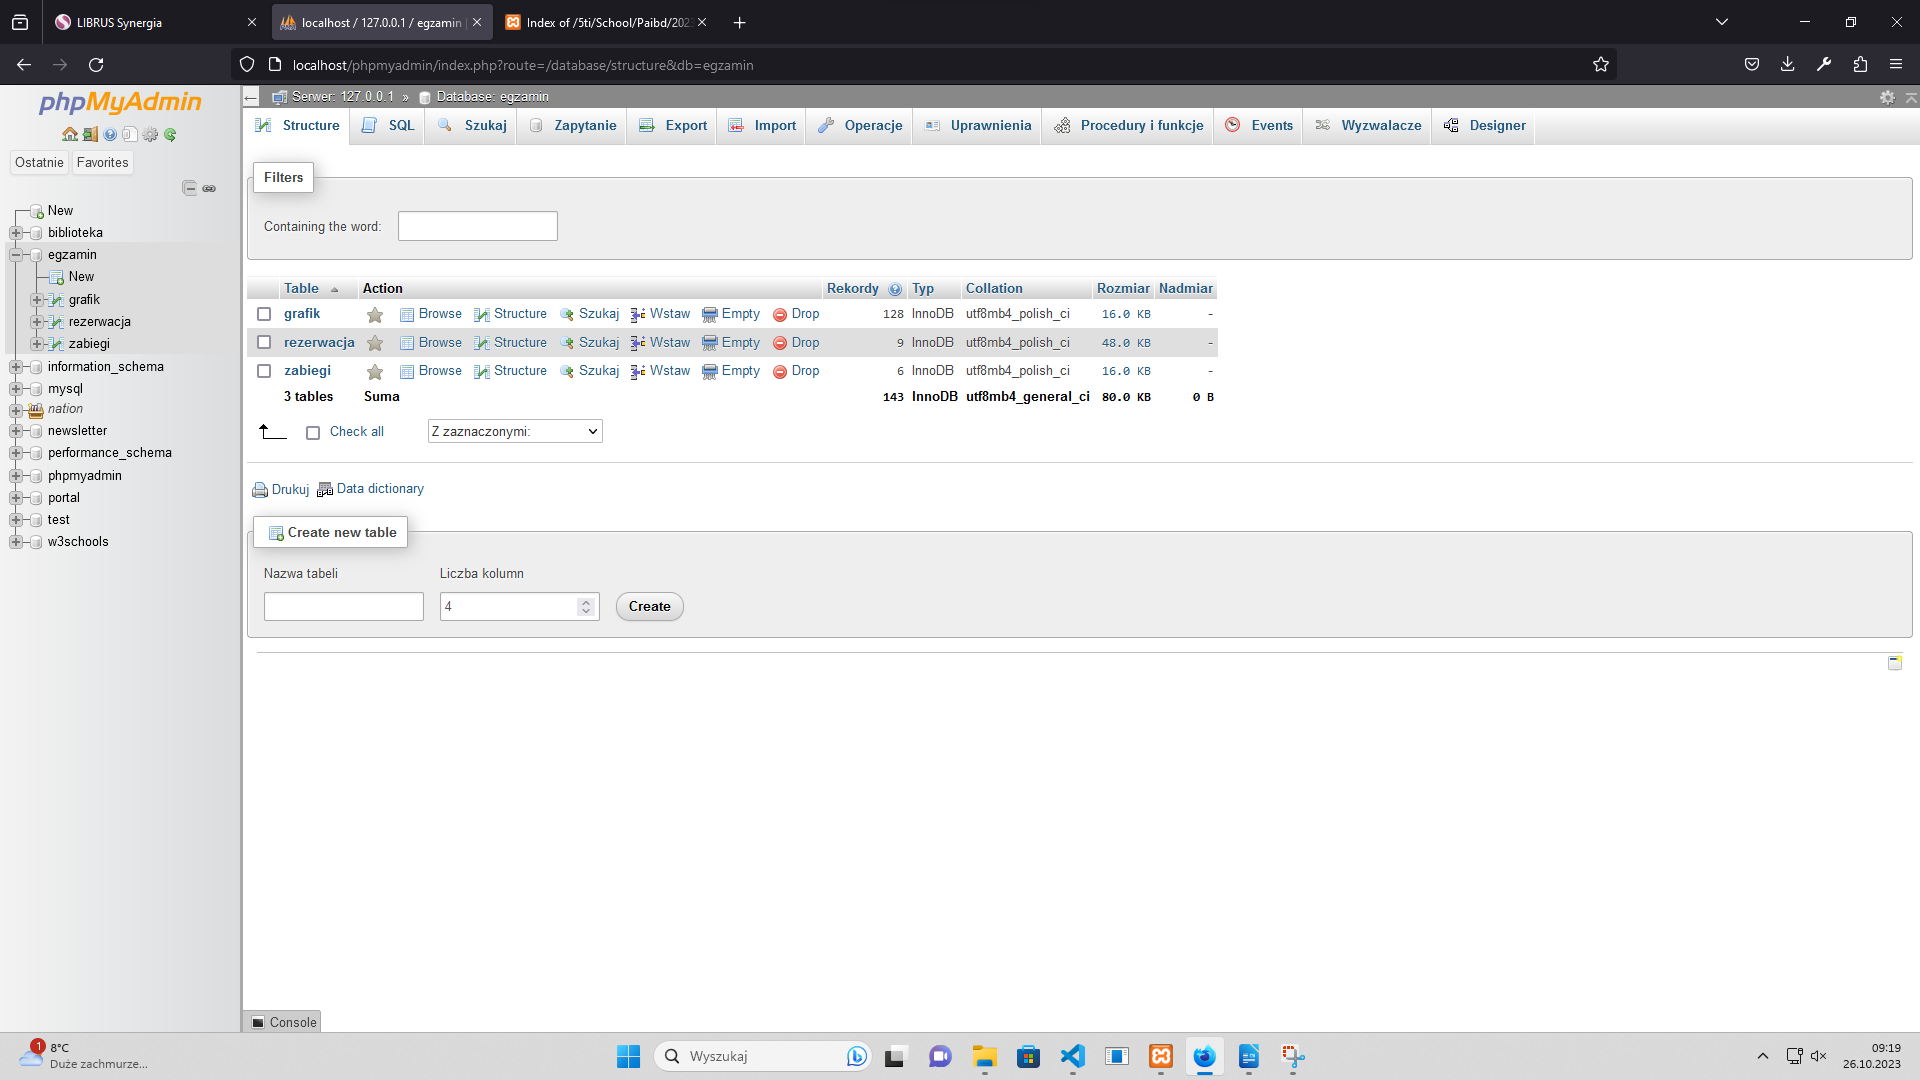 LIBRUS Synergia
localhost / 127.0.0.1 / egzamin
Index of /5ti/School/Paibd/202
localhost/phpmyadmin/index.php?route=/database/structure&db=egzamin
phpMyAdmin
Serwer: 127.0.0.1 » Database: egzamin
Structure SQL Szukaj Zapytanie Export Import Operacje Uprawnienia Procedury i funkcje Events Wyzwalacze Designer
Ostatnie Favorites
New
biblioteka
egzamin
New
grafik
rezerwacja
zabiegi
information_schema
mysql
nation
newsletter
performance_schema
phpmyadmin
portal
test
w3schools
Filters
Containing the word:
Table Action Rekordy Typ Collation Rozmiar Nadmiar
grafik Browse Structure Szukaj Wstaw Empty Drop 128 InnoDB utf8mb4_polish_ci 16.0 KB -
rezerwacja Browse Structure Szukaj Wstaw Empty Drop 9 InnoDB utf8mb4_polish_ci 48.0 KB -
zabiegi Browse Structure Szukaj Wstaw Empty Drop 6 InnoDB utf8mb4_polish_ci 16.0 KB -
3 tables Suma 143 InnoDB utf8mb4_general_ci 80.0 KB 0 B
Check all Z zaznaczonymi:
Drukuj Data dictionary
Create new table
Nazwa tabeli Liczba kolumn
4 Create
Console
1
8°C
Duże zachmurze...
Wyszukaj
09:19
26.10.2023